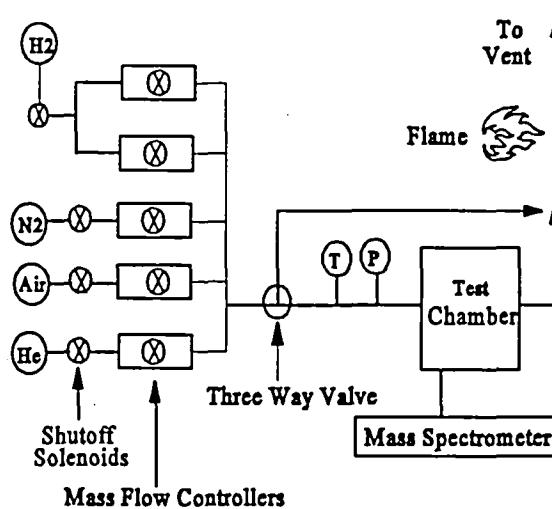 H2
To
Vent
Flame
N2
T
P
Air
Test
Chamber
He
Three Way Valve
Shutoff
Solenoids
Mass Spectrometer
Mass Flow Controllers